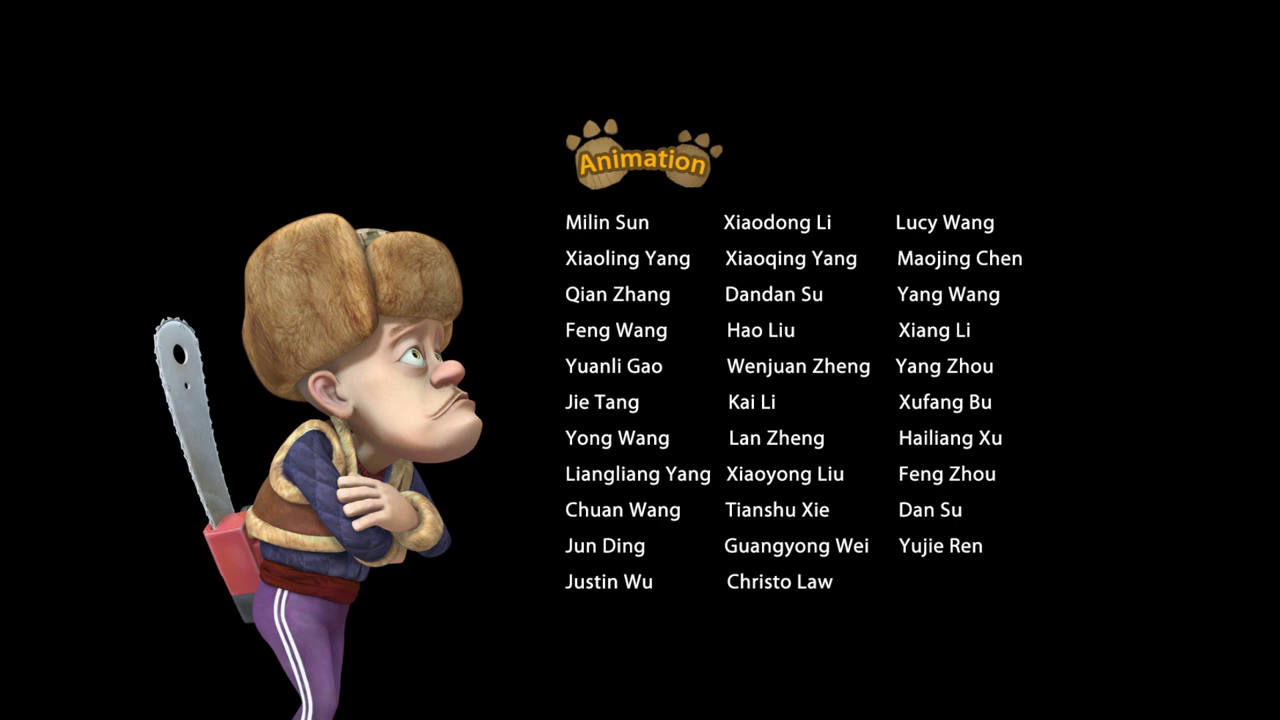 Animation
Milin Sun Xiaodong Li Lucy Wang
Xiaoling Yang Xiaoqing Yang Maojing Chen
Qian Zhang Dandan Su Yang Wang
Feng Wang Hao Liu Xiang Li
Yuanli Gao Wenjuan Zheng Yang Zhou
Jie Tang Kai Li Xufang Bu
Yong Wang Lan Zheng Hailiang Xu
Liangliang Yang Xiaoyong Liu Feng Zhou
Chuan Wang Tianshu Xie Dan Su
Jun Ding Guangyong Wei Yujie Ren
Justin Wu Christo Law